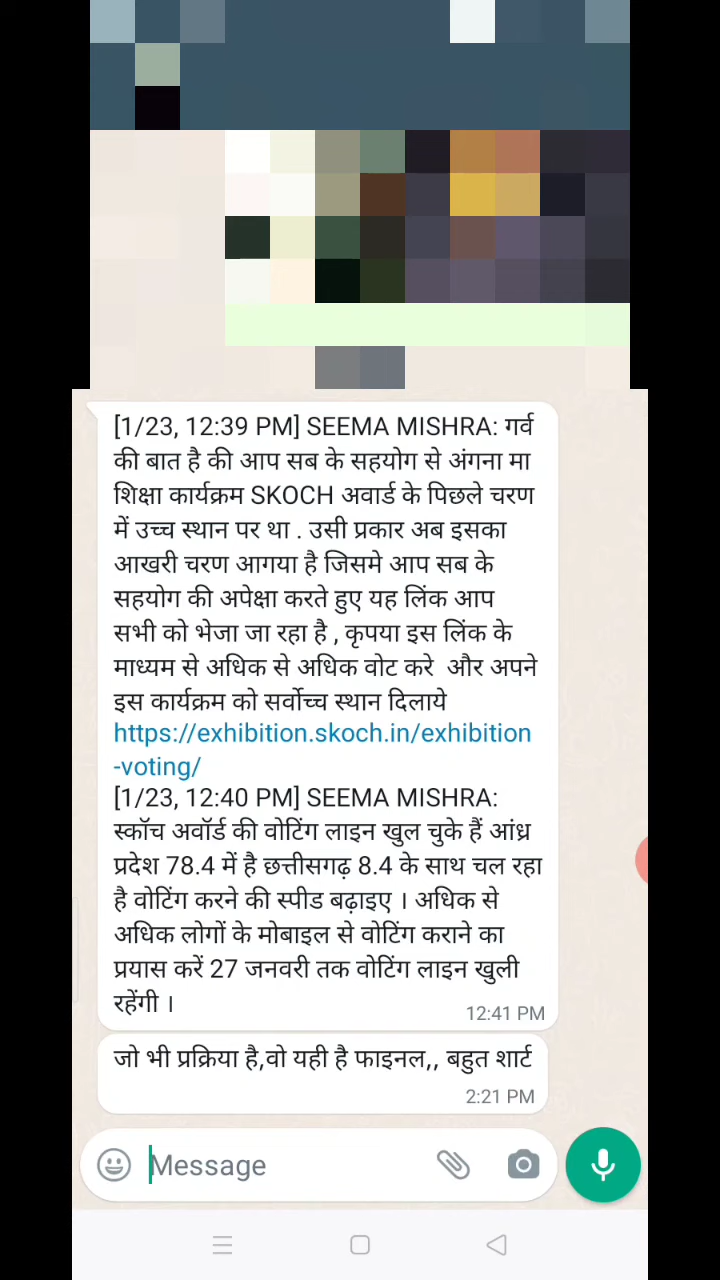 [1/23, 12:39 PM] SEEMA MISHRA: गर्व
की बात है की आप सब के सहयोग से अंगना मा
शिक्षा कार्यक्रम SKOCH अवार्ड के पिछले चरण
में उच्च स्थान पर था . उसी प्रकार अब इसका
आखरी चरण आगया है जिसमे आप सब के
सहयोग की अपेक्षा करते हुए यह लिंक आप
सभी को भेजा जा रहा है , कृपया इस लिंक के
माध्यम से अधिक से अधिक वोट करे और अपने
इस कार्यक्रम को सर्वोच्च स्थान दिलाये
https://exhibition.skoch.in/exhibition
-voting/
[1/23, 12:40 PM] SEEMA MISHRA:
स्कॉच अवॉर्ड की वोटिंग लाइन खुल चुके हैं आंध्र
प्रदेश 78.4 में है छत्तीसगढ़ 8.4 के साथ चल रहा
है वोटिंग करने की स्पीड बढ़ाइए । अधिक से
अधिक लोगों के मोबाइल से वोटिंग कराने का
प्रयास करें 27 जनवरी तक वोटिंग लाइन खुली
रहेंगी ।
12:41 PM
जो भी प्रक्रिया है,वो यही है फाइनल,, बहुत शार्ट
2:21 PM
Message